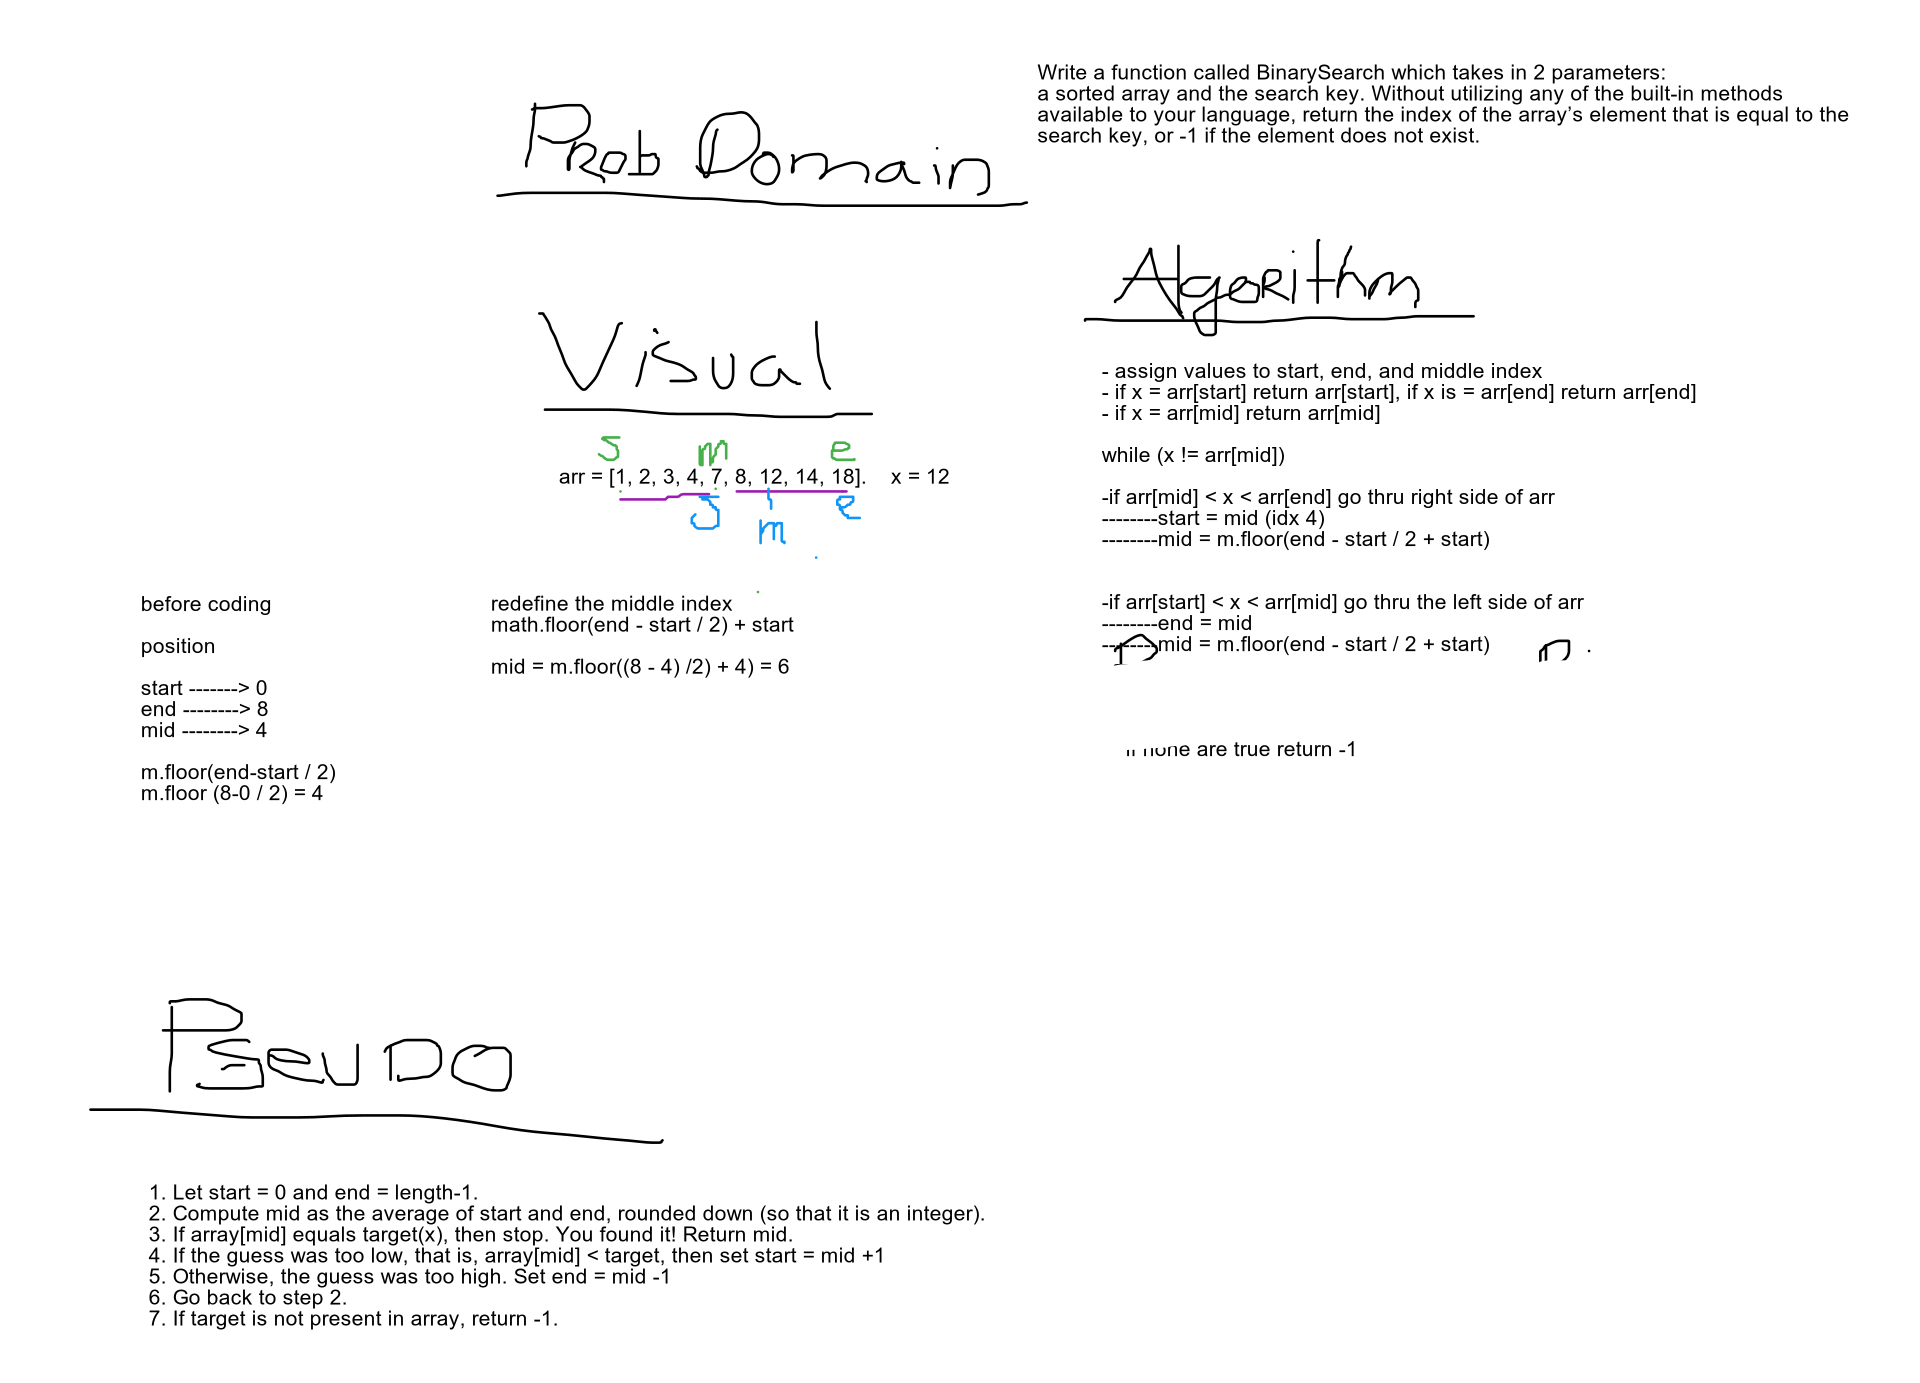 Prob Domain
Write a function called BinarySearch which takes in 2 parameters:
a sorted array and the search key. Without utilizing any of the built-in methods
available to your language, return the index of the array’s element that is equal to the
search key, or -1 if the element does not exist.
Visual
s m e
arr = [1, 2, 3, 4, 7, 8, 12, 14, 18]. x = 12
s m e
before coding
position
start -------> 0
end --------> 8
mid --------> 4
m.floor(end-start / 2)
m.floor (8-0 / 2) = 4
redefine the middle index
math.floor(end - start / 2) + start
mid = m.floor((8 - 4) /2) + 4) = 6
Algorithm
- assign values to start, end, and middle index
- if x = arr[start] return arr[start], if x is = arr[end] return arr[end]
- if x = arr[mid] return arr[mid]
while (x != arr[mid])
-if arr[mid] < x < arr[end] go thru right side of arr
--------start = mid (idx 4)
--------mid = m.floor(end - start / 2 + start)
-if arr[start] < x < arr[mid] go thru the left side of arr
--------end = mid
--------mid = m.floor(end - start / 2 + start)
if none are true return -1
Pseudo
1. Let start = 0 and end = length-1.
2. Compute mid as the average of start and end, rounded down (so that it is an integer).
3. If array[mid] equals target(x), then stop. You found it! Return mid.
4. If the guess was too low, that is, array[mid] < target, then set start = mid +1
5. Otherwise, the guess was too high. Set end = mid -1
6. Go back to step 2.
7. If target is not present in array, return -1.